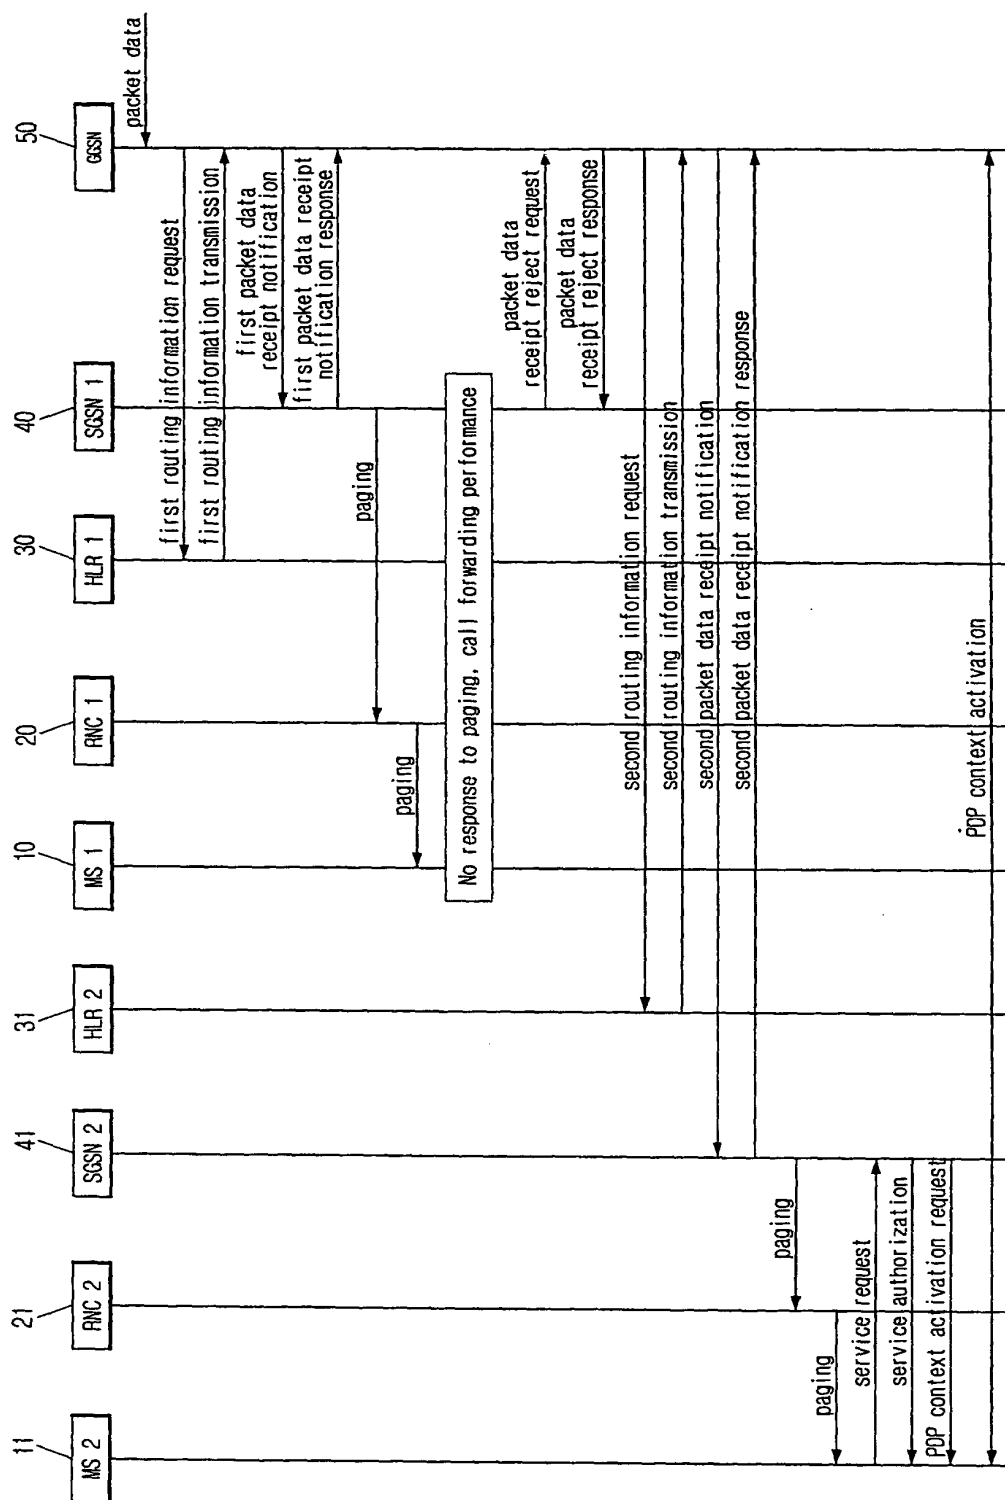 11
21
41
31
10
20
30
40
50
MS 2
RNC 2
SGSN 2
HLR 2
MS 1
RNC 1
HLR 1
SGSN 1
GGSN
packet data
first routing information request
first routing information transmission
first packet data
receipt notification
first packet data receipt
notification response
paging
paging
No response to paging, call forwarding performance
packet data
receipt reject request
packet data
receipt reject response
second routing information request
second routing information transmission
second packet data receipt notification
second packet data receipt notification response
paging
paging
service request
service authorization
PDP context activation request
PDP context activation